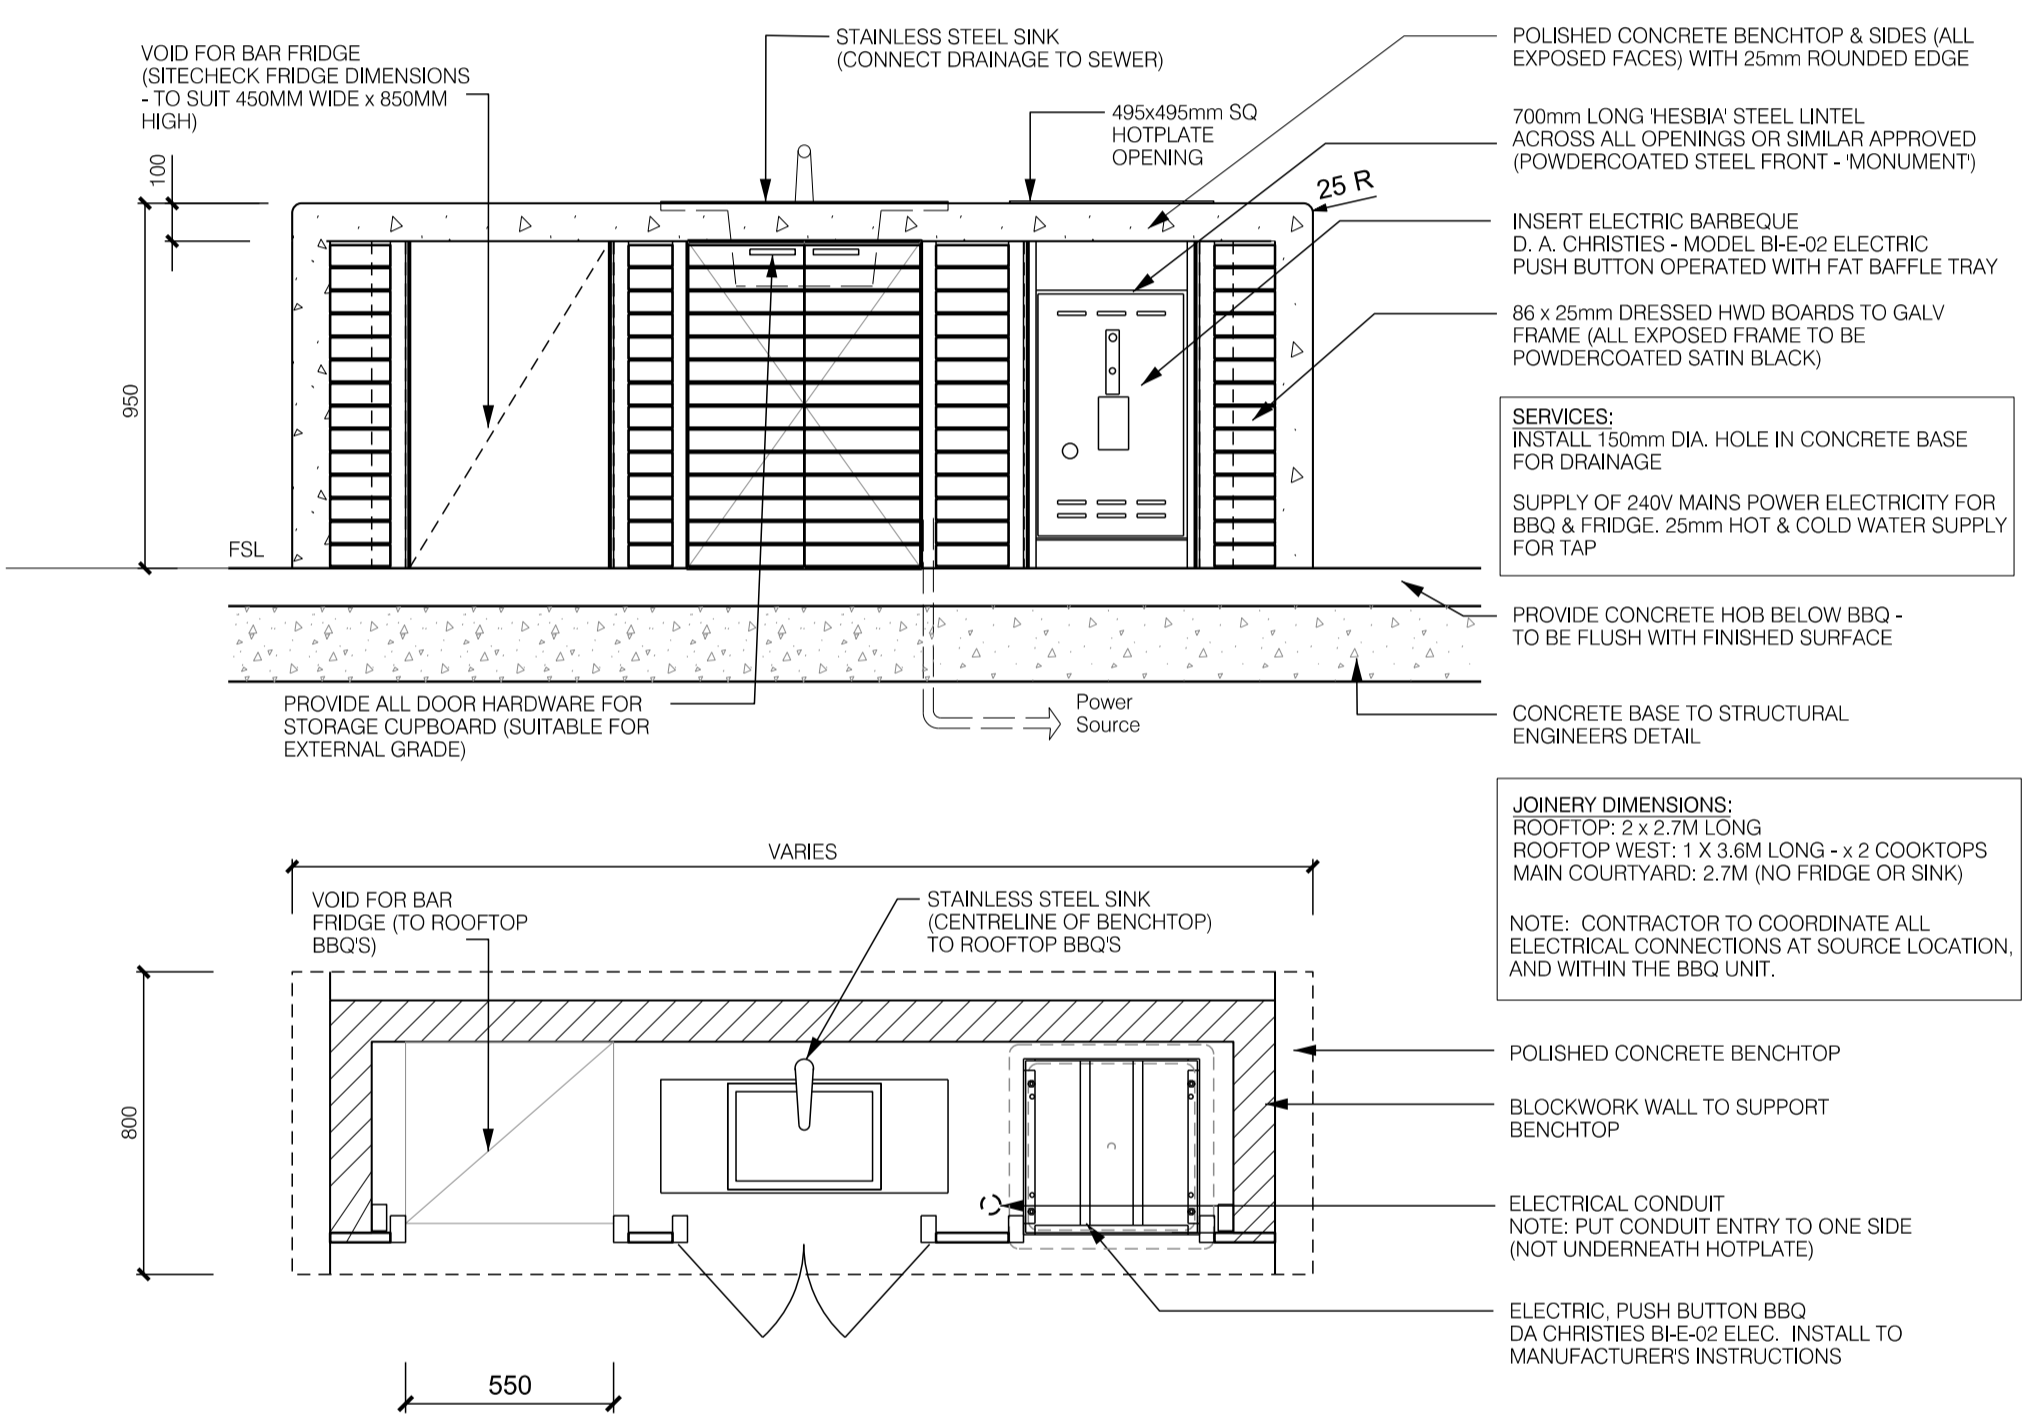 VOID FOR BAR FRIDGE
(SITECHECK FRIDGE DIMENSIONS
- TO SUIT 450MM WIDE x 850MM
HIGH)
STAINLESS STEEL SINK
(CONNECT DRAINAGE TO SEWER)
495x495mm SQ
HOTPLATE
OPENING
25 R
100
950
FSL
POLISHED CONCRETE BENCHTOP & SIDES (ALL
EXPOSED FACES) WITH 25mm ROUNDED EDGE
700mm LONG 'HESBIA' STEEL LINTEL
ACROSS ALL OPENINGS OR SIMILAR APPROVED
(POWDERCOATED STEEL FRONT - 'MONUMENT')
INSERT ELECTRIC BARBEQUE
D. A. CHRISTIES - MODEL BI-E-02 ELECTRIC
PUSH BUTTON OPERATED WITH FAT BAFFLE TRAY
86 x 25mm DRESSED HWD BOARDS TO GALV
FRAME (ALL EXPOSED FRAME TO BE
POWDERCOATED SATIN BLACK)
SERVICES:
INSTALL 150mm DIA. HOLE IN CONCRETE BASE
FOR DRAINAGE
SUPPLY OF 240V MAINS POWER ELECTRICITY FOR
BBQ & FRIDGE. 25mm HOT & COLD WATER SUPPLY
FOR TAP
PROVIDE CONCRETE HOB BELOW BBQ -
TO BE FLUSH WITH FINISHED SURFACE
PROVIDE ALL DOOR HARDWARE FOR
STORAGE CUPBOARD (SUITABLE FOR
EXTERNAL GRADE)
Power
Source
CONCRETE BASE TO STRUCTURAL
ENGINEERS DETAIL
JOINERY DIMENSIONS:
ROOFTOP: 2 x 2.7M LONG
ROOFTOP WEST: 1 X 3.6M LONG - x 2 COOKTOPS
MAIN COURTYARD: 2.7M (NO FRIDGE OR SINK)
NOTE: CONTRACTOR TO COORDINATE ALL
ELECTRICAL CONNECTIONS AT SOURCE LOCATION,
AND WITHIN THE BBQ UNIT.
VARIES
VOID FOR BAR
FRIDGE (TO ROOFTOP
BBQ'S)
STAINLESS STEEL SINK
(CENTRELINE OF BENCHTOP)
TO ROOFTOP BBQ'S
800
550
POLISHED CONCRETE BENCHTOP
BLOCKWORK WALL TO SUPPORT
BENCHTOP
ELECTRICAL CONDUIT
NOTE: PUT CONDUIT ENTRY TO ONE SIDE
(NOT UNDERNEATH HOTPLATE)
ELECTRIC, PUSH BUTTON BBQ
DA CHRISTIES BI-E-02 ELEC. INSTALL TO
MANUFACTURER'S INSTRUCTIONS